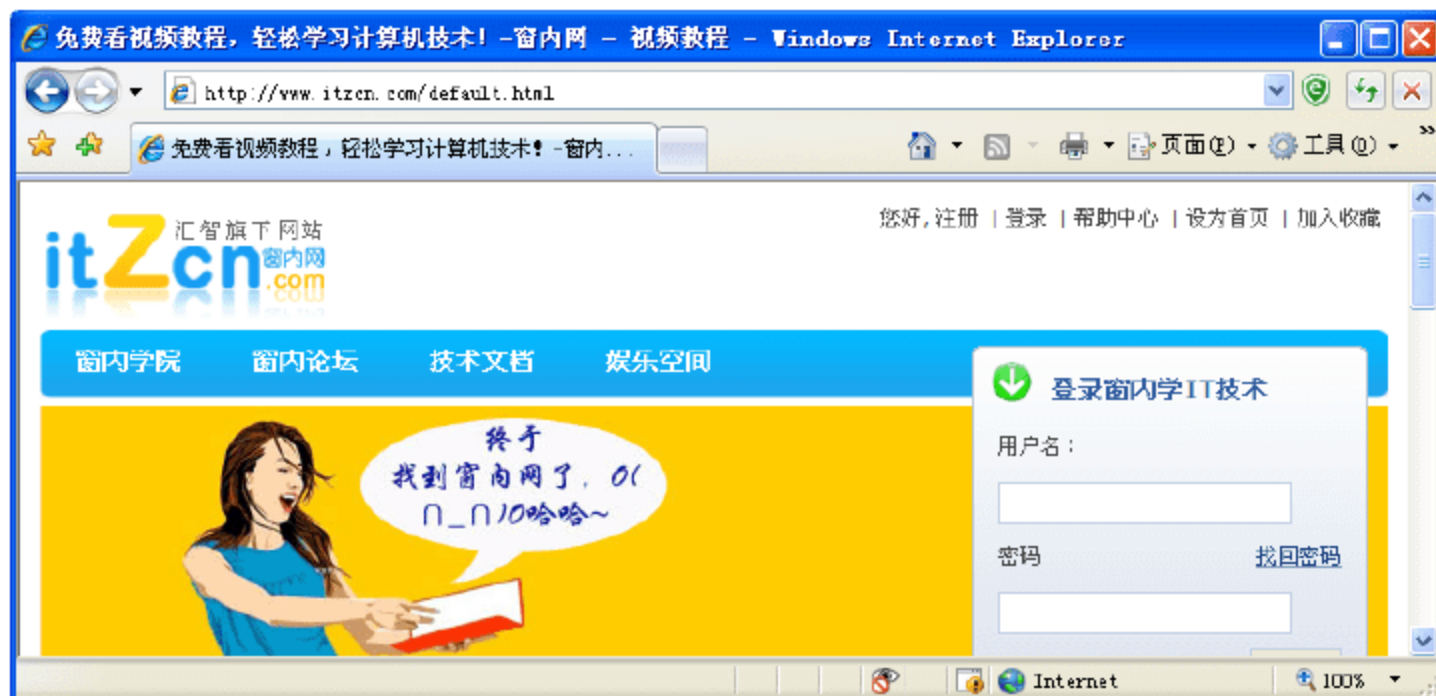 免费看视频教程，轻松学习计算机技术！-窗内网 - 视频教程 - Windows Internet Explorer
http://www.itzcn.com/default.html
免费看视频教程，轻松学习计算机技术！-窗内...
页面(P)
工具(O)
»
itZcn
汇智旗下网站
窗内网
.com
您好,注册 | 登录 | 帮助中心 | 设为首页 | 加入收藏
窗内学院 窗内论坛 技术文档 娱乐空间
终于
找到窗内网了，O(
∩_∩)O哈哈~
登录窗内学IT技术
用户名：
密码 找回密码
Internet
100%